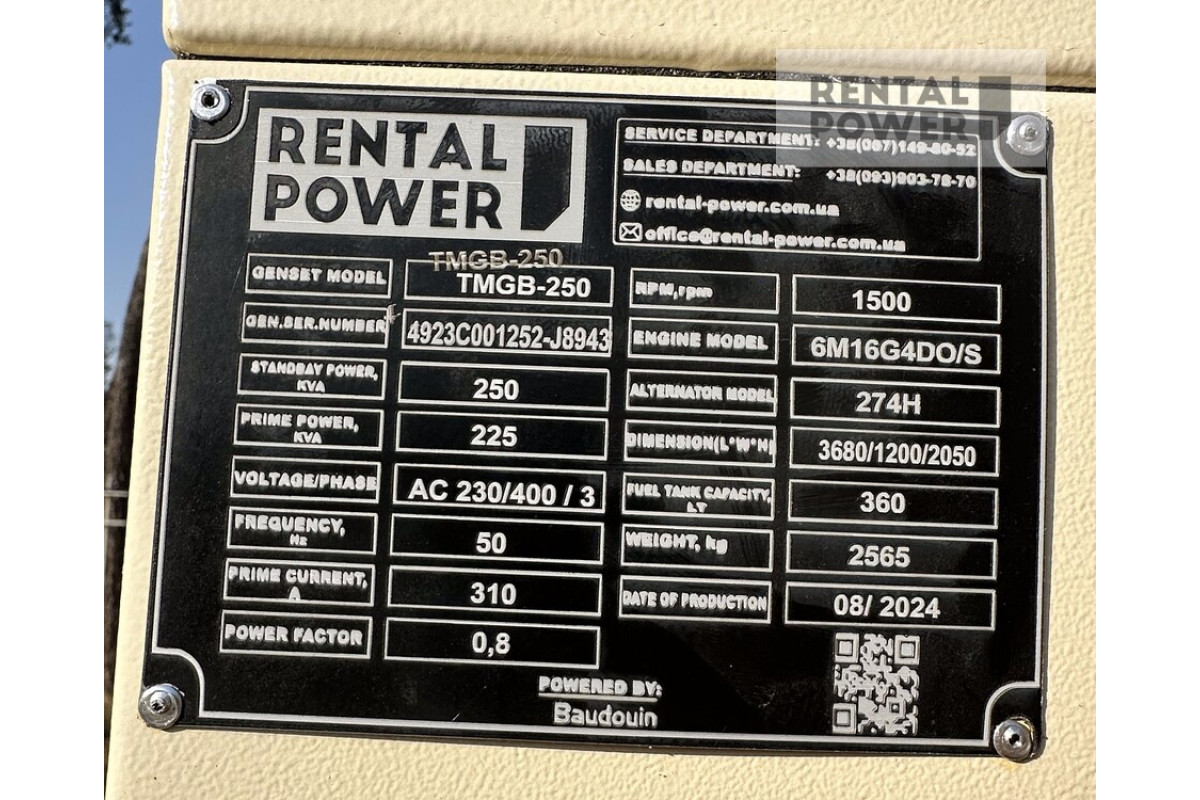 RENTAL
POWER
RENTAL
POWER
SERVICE DEPARTMENT: +38(067)149-80-52
SALES DEPARTMENT: +38(093)903-78-70
rental-power.com.ua
office@rental-power.com.ua
TMGB-250
GENSET MODEL TMGB-250
GEN.SER.NUMBER 4923C001252-J8943
STANDBAY POWER,
KVA 250
PRIME POWER,
KVA 225
VOLTAGE/PHASE AC 230/400 / 3
FREQUENCY,
Hz 50
PRIME CURRENT,
A 310
POWER FACTOR 0,8
RPM,rpm 1500
ENGINE MODEL 6M16G4DO/S
ALTERNATOR MODEL 274H
DIMENSION(L*W*H) 3680/1200/2050
FUEL TANK CAPACITY,
LT 360
WEIGHT, kg 2565
DATE OF PRODUCTION 08/ 2024
POWERED BY:
Baudouin